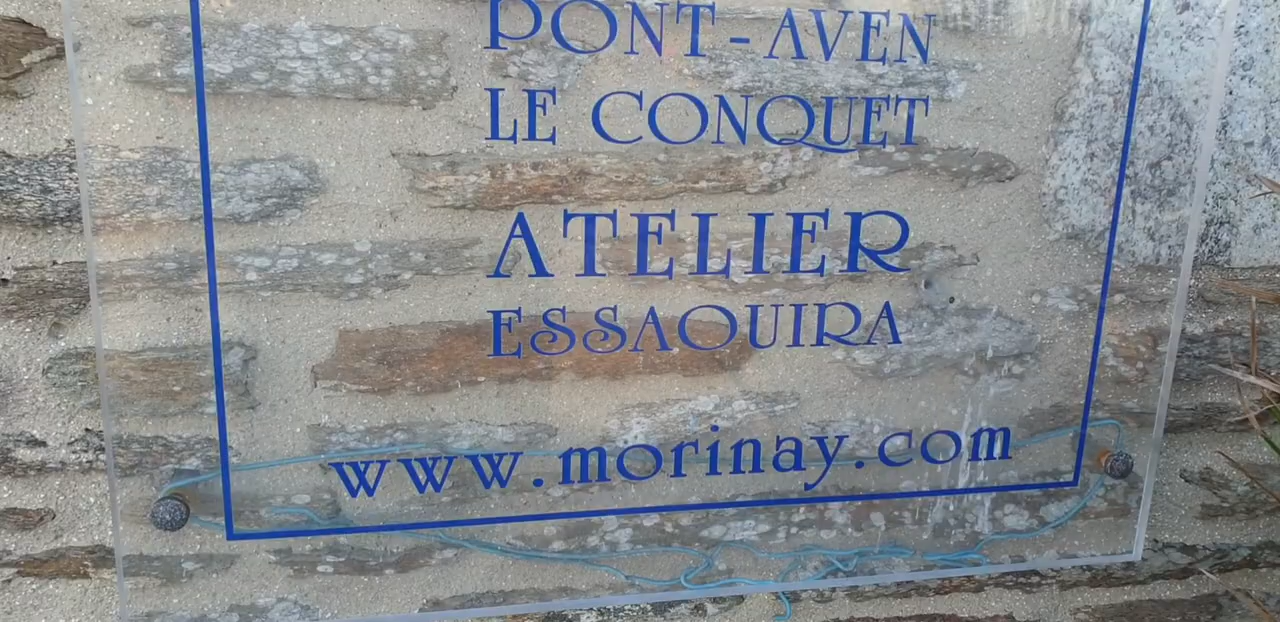 PONT-AVEN
LE CONQUET
ATELIER
ESSAOUIRA
www.morinay.com